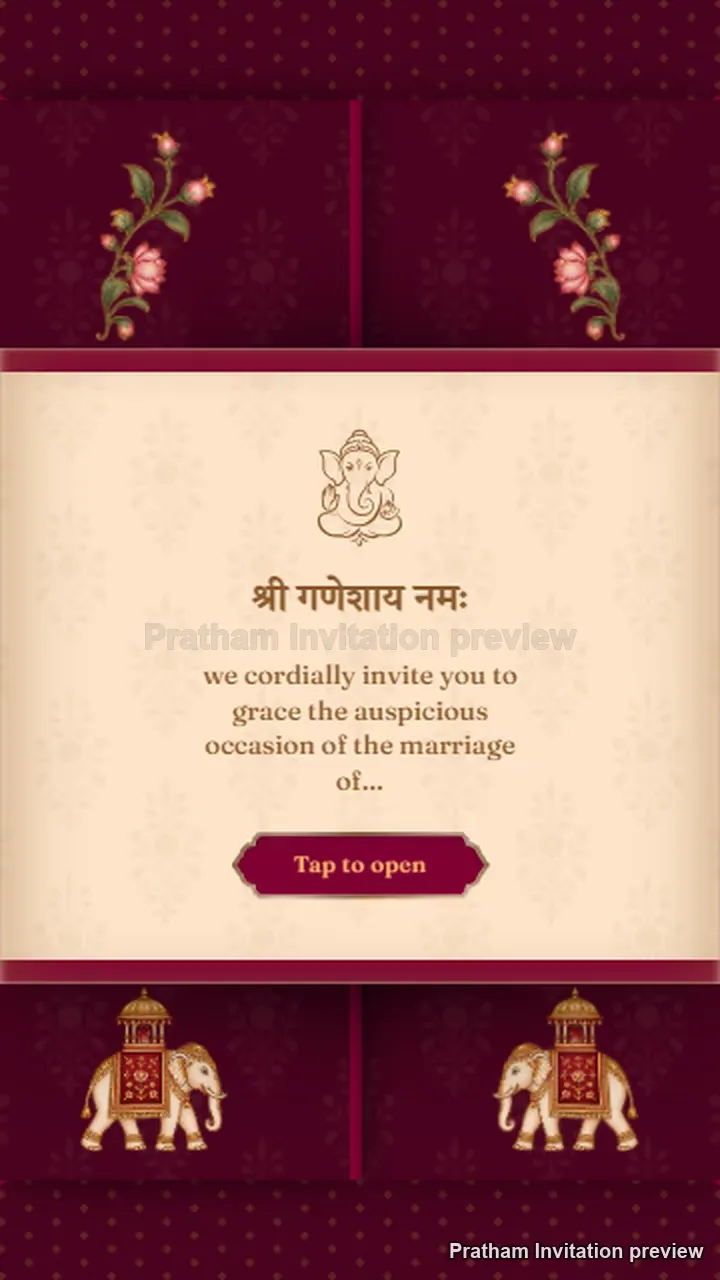 श्री गणेशाय नमः
Pratham Invitation preview
we cordially invite you to
grace the auspicious
occasion of the marriage
of...
Tap to open
Pratham Invitation preview